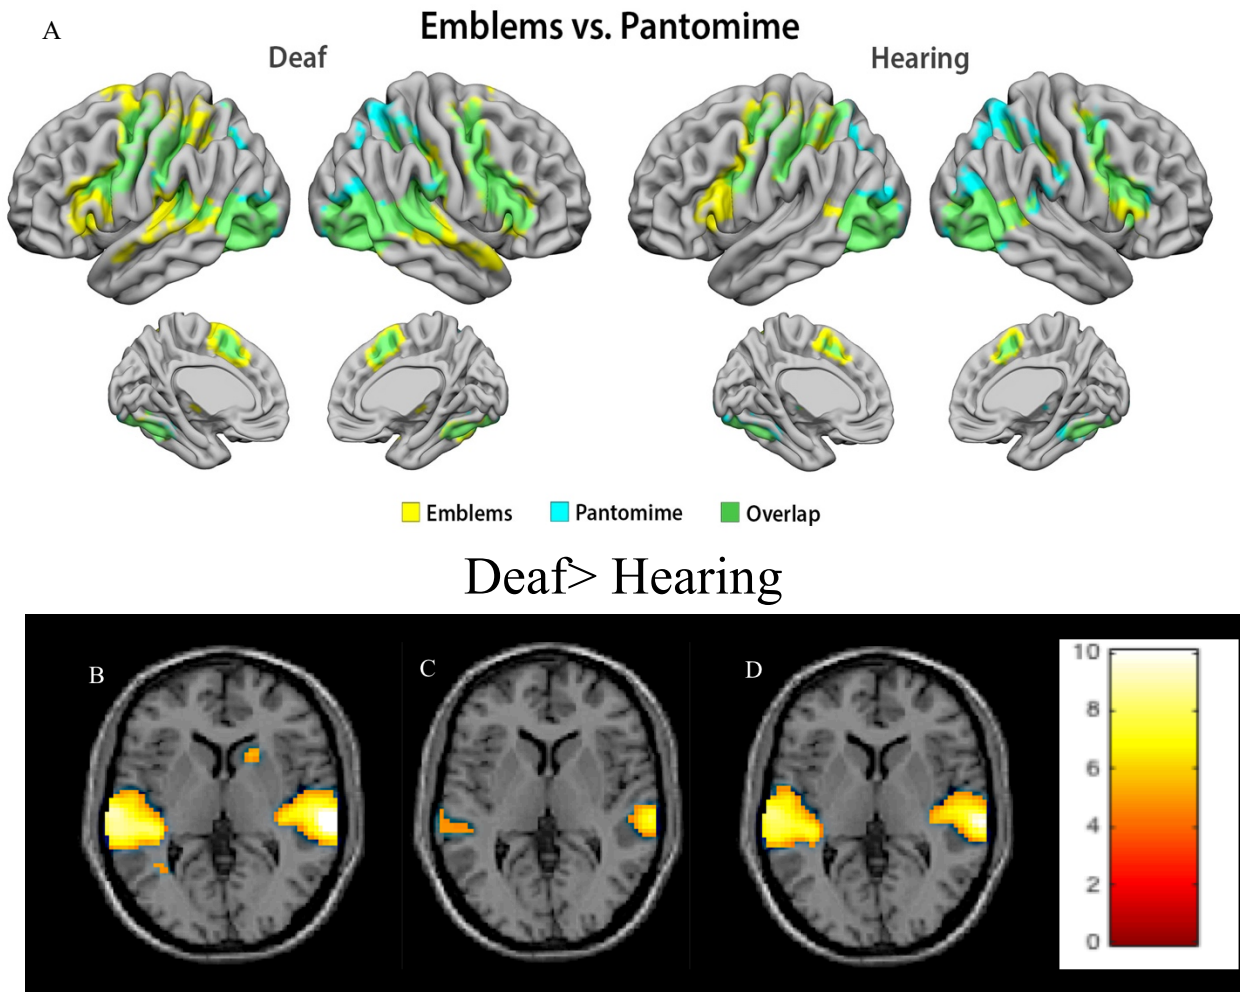 A
Emblems vs. Pantomime
Deaf
Hearing
Emblems
Pantomime
Overlap
Deaf> Hearing
B
C
D
10
8
6
4
2
0